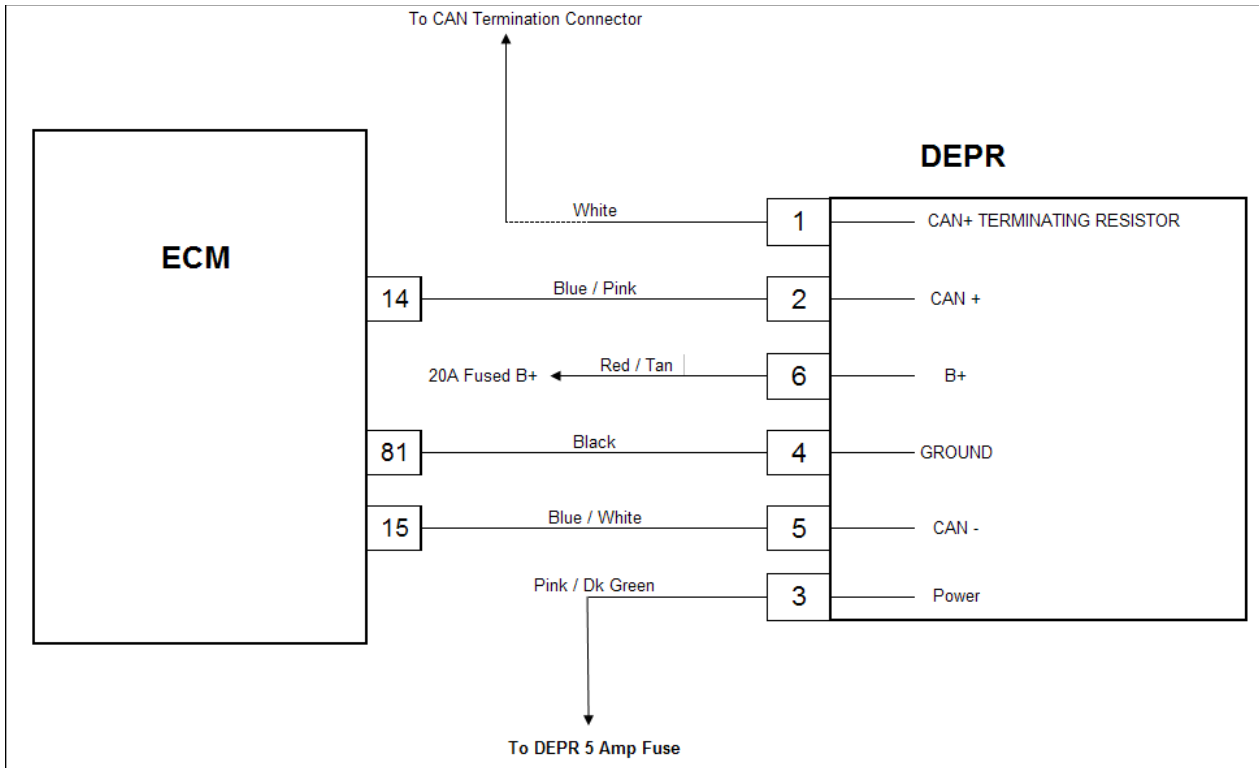 To CAN Termination Connector
DEPR
White
1
CAN+ TERMINATING RESISTOR
ECM
14
Blue / Pink
2
CAN +
20A Fused B+
Red / Tan
6
B+
81
Black
4
GROUND
15
Blue / White
5
CAN -
Pink / Dk Green
3
Power
To DEPR 5 Amp Fuse